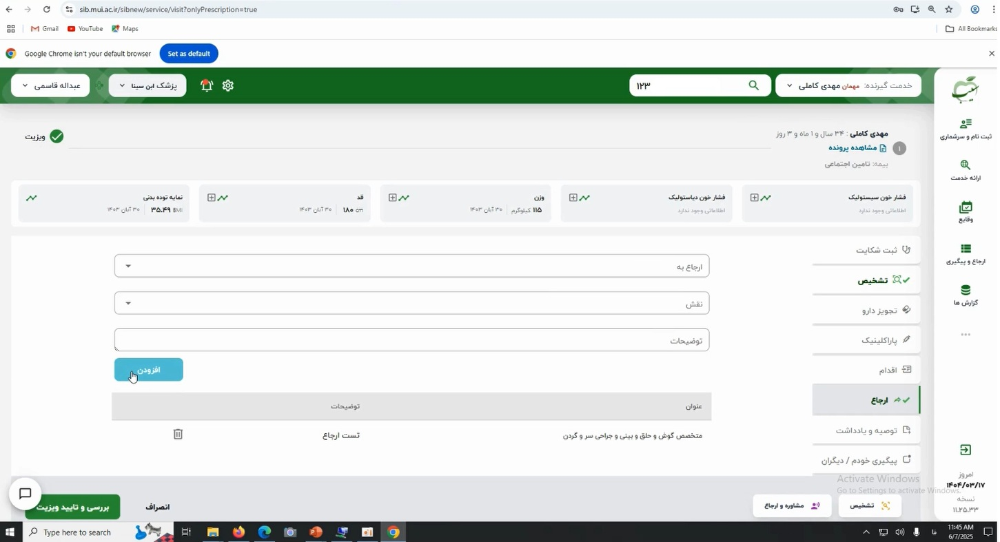 sib.mui.ac.ir/sibnew/service/visit?onlyPrescription=true
Gmail
YouTube
Maps
All Bookmarks
Google Chrome isn't your default browser
Set as default
خدمت گیرنده: مهمان مهدی کاملی
۱۲۳
پزشک ابن سینا
عبداله قاسمی
سیب
ثبت نام و سرشماری
ارائه خدمت
وقایع
ارجاع و پیگیری
گزارش ها
امروز
۱۴۰۴/۰۳/۱۷
نسخه
۱۱.۲۵.۳۳
مهدی کاملی : ۳۴ سال و ۱ ماه و ۳ روز
۱
مشاهده پرونده
بیمه: تامین اجتماعی
ویزیت
فشار خون سیستولیک
اطلاعاتی وجود ندارد
فشار خون دیاستولیک
اطلاعاتی وجود ندارد
وزن
۱۱۵ کیلوگرم | ۳۰ آبان ۱۴۰۳
قد
۱۸۰ cm | ۳۰ آبان ۱۴۰۳
نمایه توده بدنی
BMI ۳۵.۴۹ | ۳۰ آبان ۱۴۰۳
ثبت شکایت
تشخیص
تجویز دارو
پاراکلینیک
اقدام
ارجاع
توصیه و یادداشت
پیگیری خودم / دیگران
ارجاع به
نقش
توضیحات
افزودن
عنوان
توضیحات
متخصص گوش و حلق و بینی و جراحی سر و گردن
تست ارجاع
Activate Windows
Go to Settings to activate Windows.
تشخیص
مشاوره و ارجاع
انصراف
بررسی و تایید ویزیت
Type here to search
فا
11:45 AM
6/7/2025